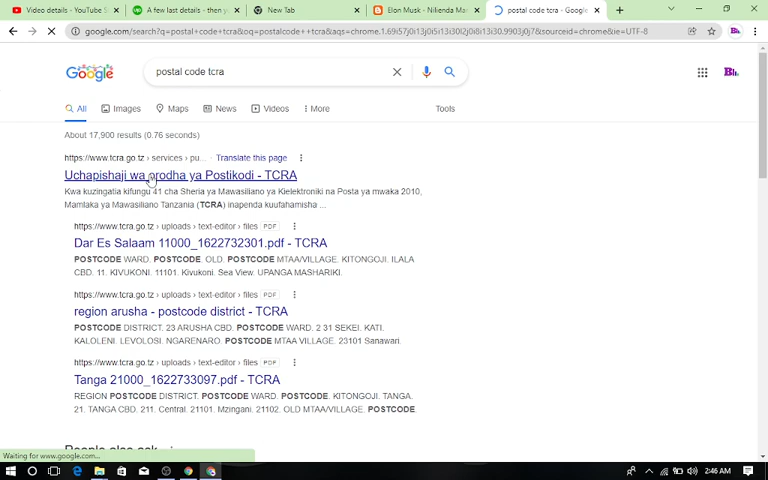 Video details - YouTube S
A few last details - then y
New Tab
Elon Musk - Nilienda Mar
postal code tcra - Google
google.com/search?q=postal+code+tcra&oq=postalcode++tcra&aqs=chrome.1.69i57j0i13j0i5i13i30l2j0i8i13i30.9903j0j7&sourceid=chrome&ie=UTF-8
Google
postal code tcra
All
Images
Maps
News
Videos
More
Tools
About 17,900 results (0.76 seconds)
https://www.tcra.go.tz › services › pu... · Translate this page
Uchapishaji wa orodha ya Postikodi - TCRA
Kwa kuzingatia kifungu 41 cha Sheria ya Mawasiliano ya Kielektroniki na Posta ya mwaka 2010,
Mamlaka ya Mawasiliano Tanzania (TCRA) inapenda kuufahamisha ...
https://www.tcra.go.tz › uploads › text-editor › files PDF
Dar Es Salaam 11000_1622732301.pdf - TCRA
POSTCODE WARD. POSTCODE. OLD. POSTCODE MTAA/VILLAGE. KITONGOJI. ILALA
CBD. 11. KIVUKONI. 11101. Kivukoni. Sea View. UPANGA MASHARIKI.
https://www.tcra.go.tz › uploads › text-editor › files PDF
region arusha - postcode district - TCRA
POSTCODE DISTRICT. 23 ARUSHA CBD. POSTCODE WARD. 2 31 SEKEI. KATI.
KALOLENI. LEVOLOSI. NGARENARO. POSTCODE MTAA VILLAGE. 23101 Sanawari.
https://www.tcra.go.tz › uploads › text-editor › files PDF
Tanga 21000_1622733097.pdf - TCRA
REGION POSTCODE DISTRICT. POSTCODE WARD. POSTCODE. KITONGOJI. TANGA.
21. TANGA CBD. 211. Central. 21101. Mzingani. 21102. OLD MTAA/VILLAGE. POSTCODE.
People also ask
Waiting for www.google.com...
2:46 AM